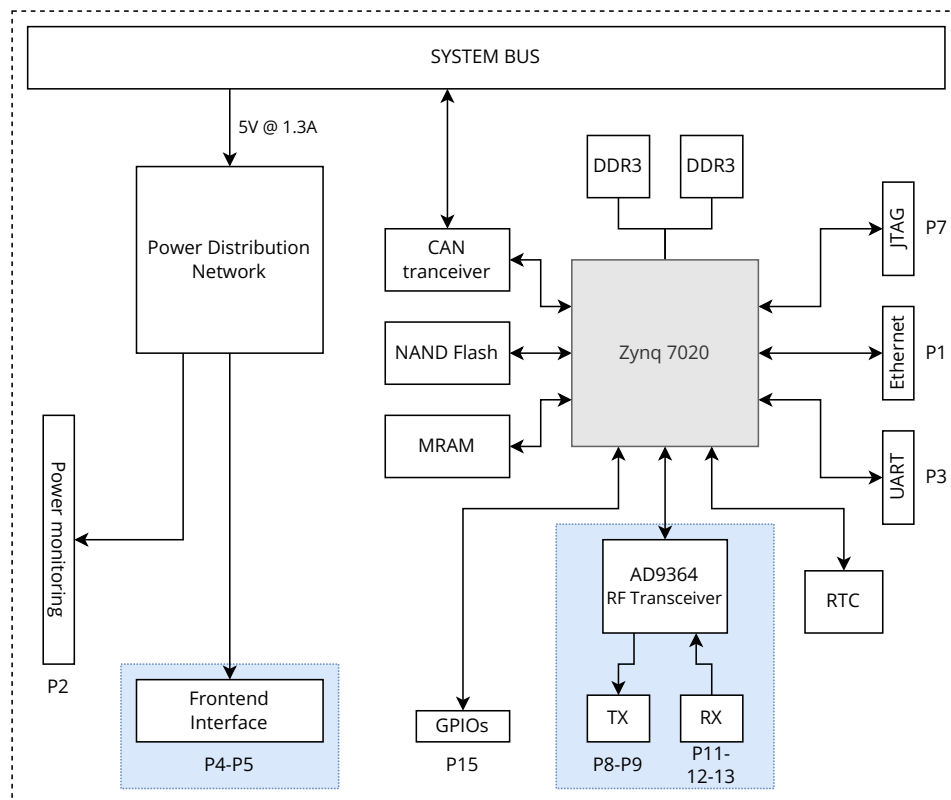 SYSTEM BUS
5V @ 1.3A
DDR3
DDR3
Power Distribution
Network
CAN
tranceiver
JTAG
P7
NAND Flash
Zynq 7020
Ethernet
P1
MRAM
UART
P3
Power monitoring
P2
AD9364
RF Transceiver
RTC
Frontend
Interface
P4-P5
GPIOs
P15
TX
P8-P9
RX
P11-
12-13